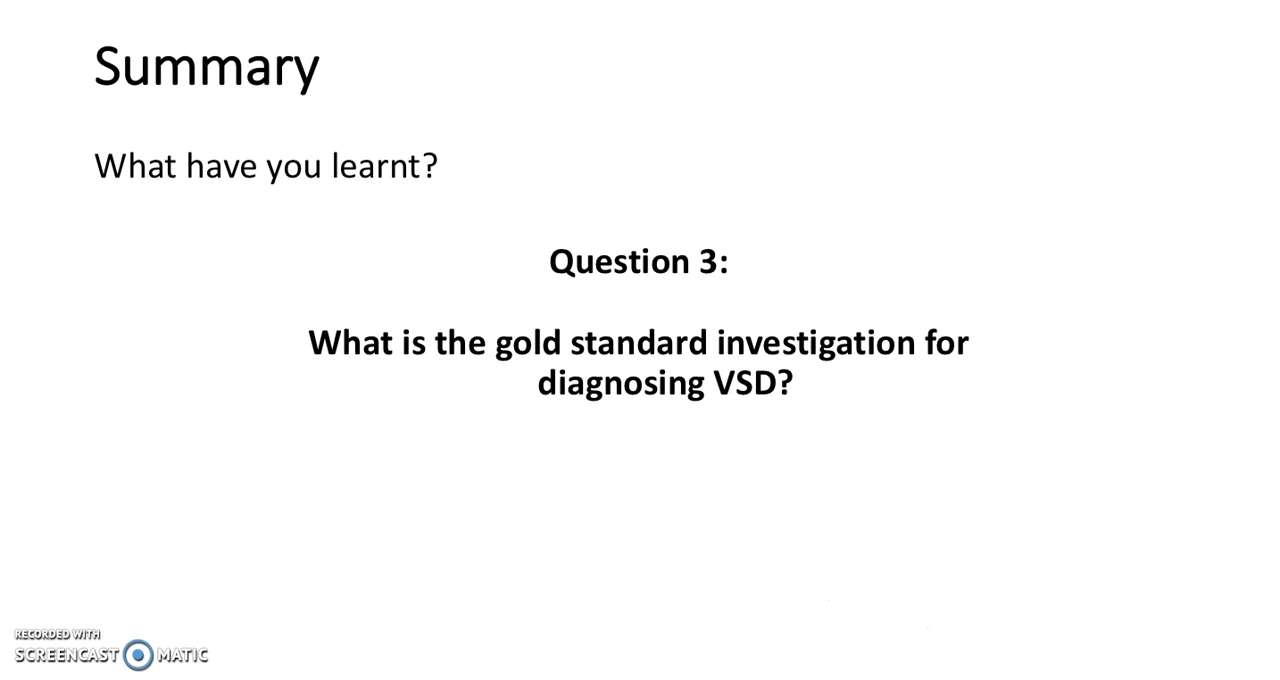 Summary
What have you learnt?
Question 3:
What is the gold standard investigation for
diagnosing VSD?
RECORDED WITH
SCREENCAST MATIC